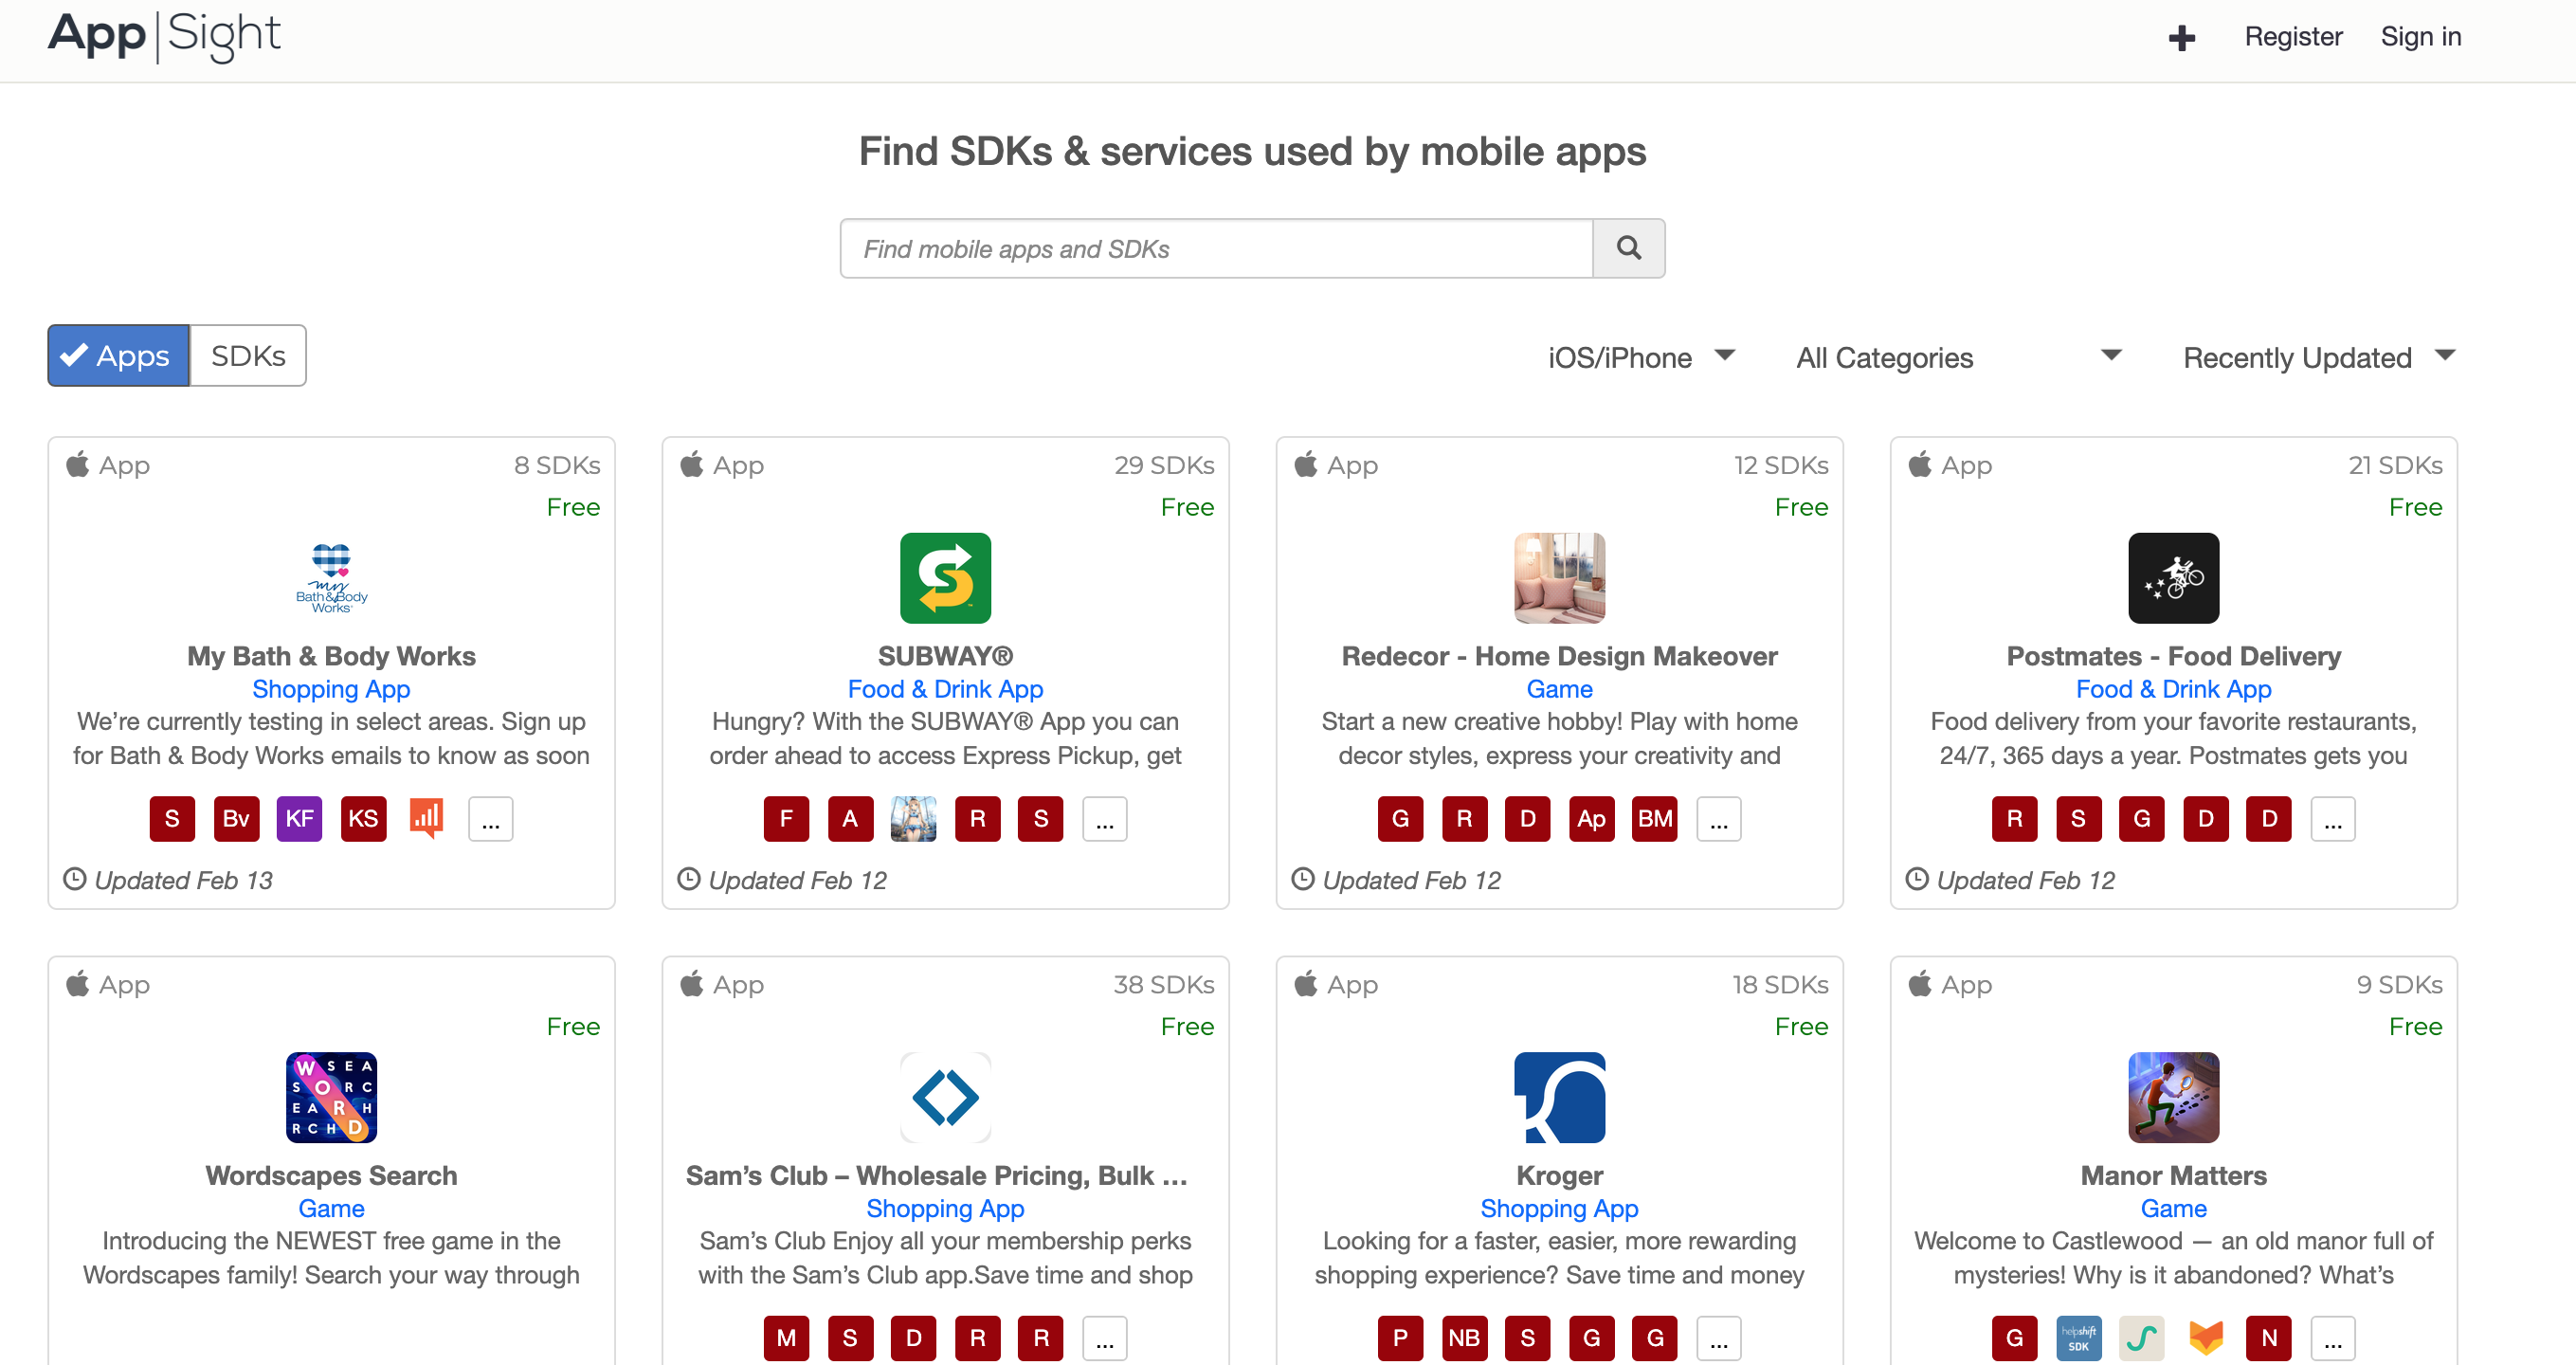 App|Sight
Register Sign in
Find SDKs & services used by mobile apps
Find mobile apps and SDKs
Apps SDKs
iOS/iPhone All Categories Recently Updated
App 8 SDKs
Free
my
Bath & Body
Works
My Bath & Body Works
Shopping App
We’re currently testing in select areas. Sign up
for Bath & Body Works emails to know as soon
S Bv KF KS ...
Updated Feb 13
App 29 SDKs
Free
S
SUBWAY®
Food & Drink App
Hungry? With the SUBWAY® App you can
order ahead to access Express Pickup, get
F A R S ...
Updated Feb 12
App 12 SDKs
Free
Redecor - Home Design Makeover
Game
Start a new creative hobby! Play with home
decor styles, express your creativity and
G R D Ap BM ...
Updated Feb 12
App 21 SDKs
Free
Postmates - Food Delivery
Food & Drink App
Food delivery from your favorite restaurants,
24/7, 365 days a year. Postmates gets you
R S G D D ...
Updated Feb 12
App
Free
W S E A
S O R C
E A R H
R C H D
Wordscapes Search
Game
Introducing the NEWEST free game in the
Wordscapes family! Search your way through
App 38 SDKs
Free
Sam’s Club – Wholesale Pricing, Bulk ...
Shopping App
Sam’s Club Enjoy all your membership perks
with the Sam’s Club app.Save time and shop
M S D R R ...
App 18 SDKs
Free
Kroger
Shopping App
Looking for a faster, easier, more rewarding
shopping experience? Save time and money
P NB S G G ...
App 9 SDKs
Free
Manor Matters
Game
Welcome to Castlewood — an old manor full of
mysteries! Why is it abandoned? What’s
G helpshift SDK N ...